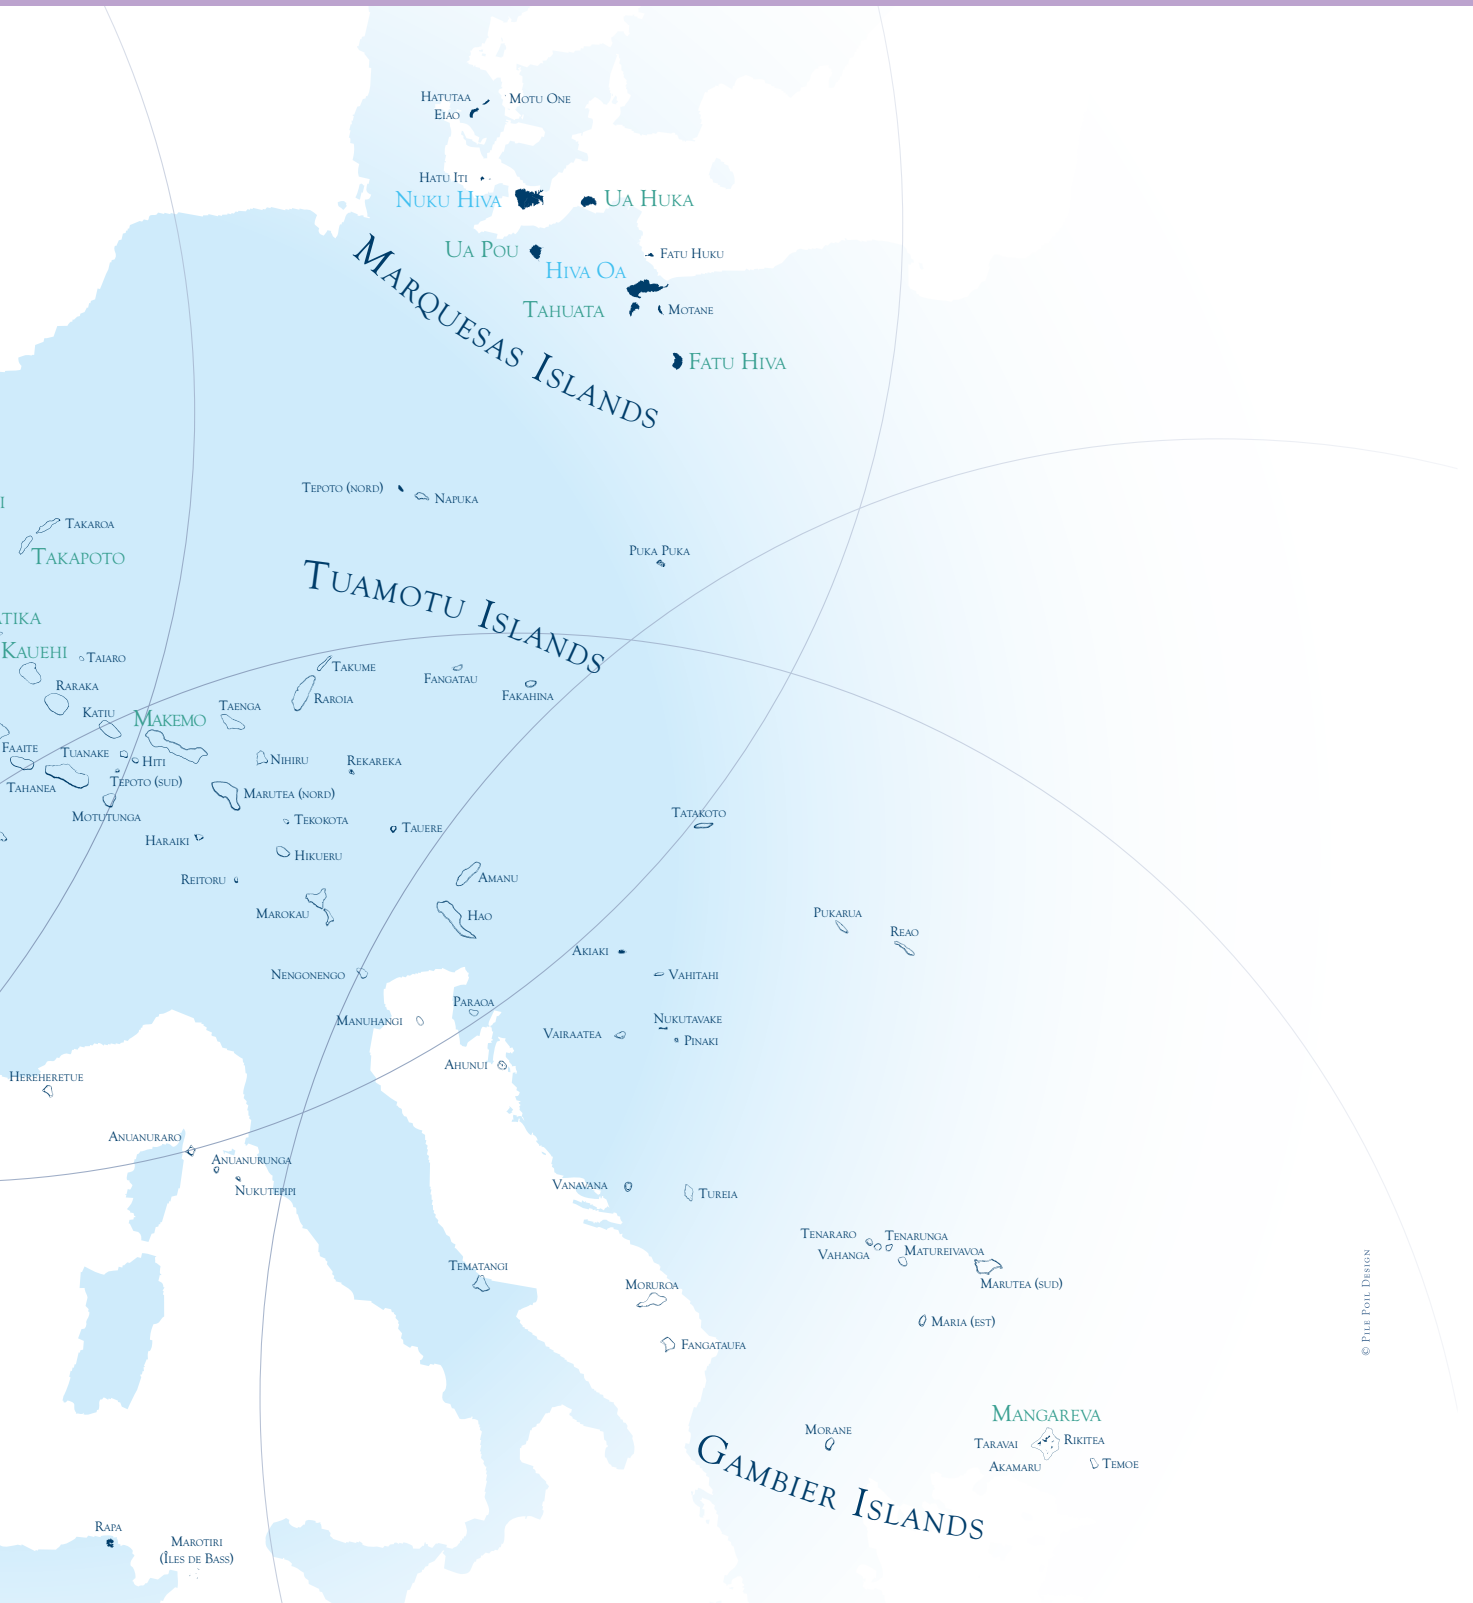 Hatutaa
Motu One
Eiao
Hatu Iti
Nuku Hiva
Ua Huka
Ua Pou
Fatu Huku
Hiva Oa
Tahuata
Motane
Marquesas Islands
Fatu Hiva
Tepoto (nord)
Napuka
I
Takaroa
Takapoto
Puka Puka
Tuamotu Islands
tika
Kauehi
Taiaro
Takume
Fangatau
Raraka
Raroia
Fakahina
Katiu
Makemo
Taenga
Faaite
Tuanake
Hiti
Nihiru
Rekareka
Tahanea
Tepoto (sud)
Marutea (nord)
Motutunga
Tekokota
Tauere
Tatakoto
Haraiki
Hikueru
Reitoru
Amanu
Marokau
Hao
Pukarua
Reao
Akiaki
Nengonengo
Vahitahi
Paraoa
Manuhangi
Nukutavake
Vairaatea
Pinaki
Ahunui
Hereheretue
Anuanuraro
Anuanurunga
Nukutepipi
Vanavana
Tureia
Tenararo
Tenarunga
Vahanga
Matureivavoa
Tematangi
Moruroa
Marutea (sud)
Maria (est)
Fangataufa
© Pile Poil Design
Mangareva
Morane
Taravai
Rikitea
Akamaru
Temoe
Gambier Islands
Rapa
Marotiri
(Îles de Bass)